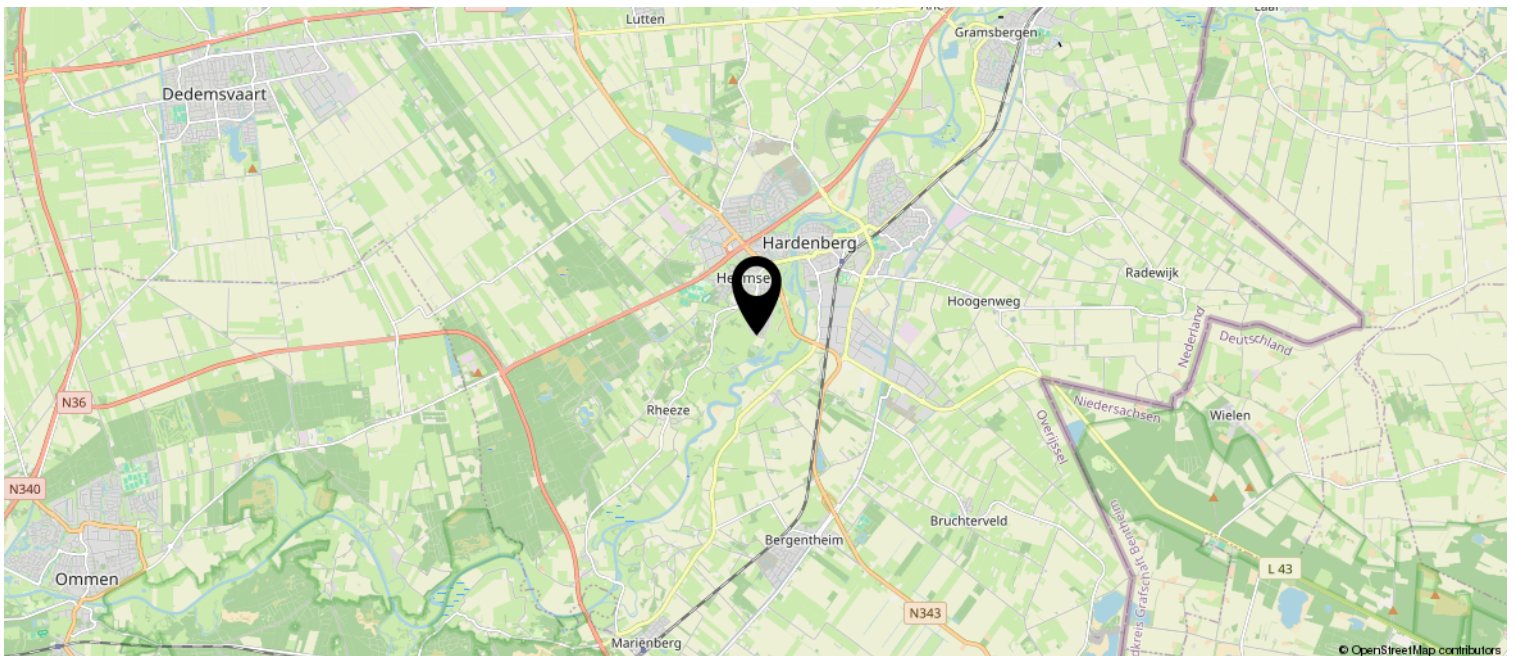 Lutten
Gramsbergen
Dedemsvaart
Hardenberg
Radewijk
Hoogenweg
Nederland
Deutschland
N36
Rheeze
Niedersachsen
Wielen
Overijssel
N340
Bruchterveld
Bergentheim
Ommen
L 43
N343
Mariënberg
© OpenStreetMap contributors